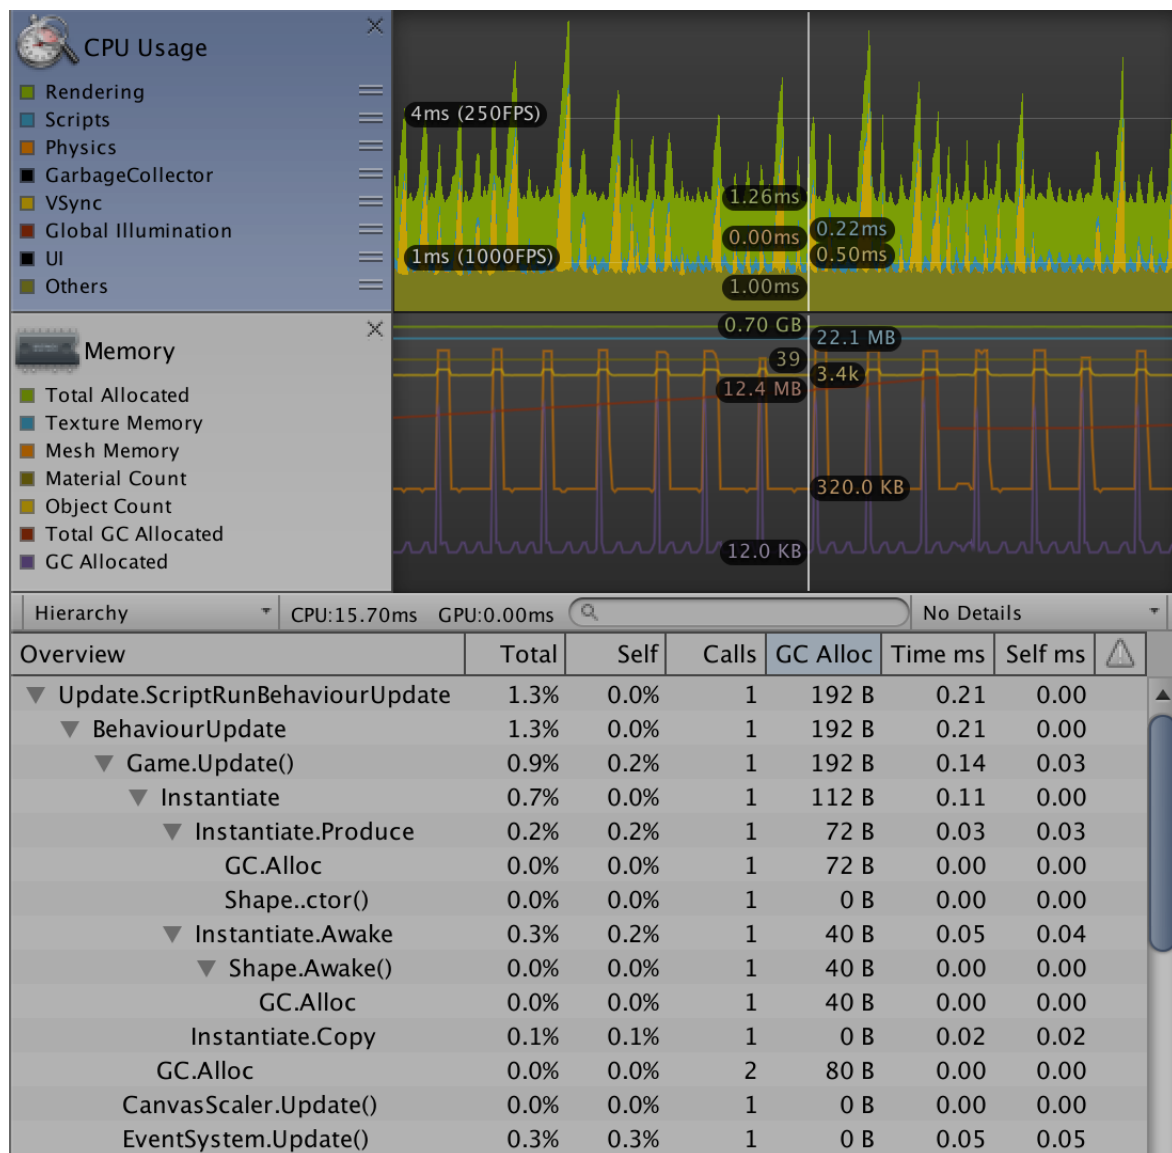 CPU Usage
Rendering
Scripts
Physics
GarbageCollector
VSync
Global Illumination
UI
Others
4ms (250FPS)
1.26ms
0.00ms
0.22ms
0.50ms
1ms (1000FPS)
1.00ms
Memory
Total Allocated
Texture Memory
Mesh Memory
Material Count
Object Count
Total GC Allocated
GC Allocated
0.70 GB
22.1 MB
39
3.4k
12.4 MB
320.0 KB
12.0 KB
Hierarchy CPU:15.70ms GPU:0.00ms No Details
Overview Total Self Calls GC Alloc Time ms Self ms
Update.ScriptRunBehaviourUpdate 1.3% 0.0% 1 192 B 0.21 0.00
BehaviourUpdate 1.3% 0.0% 1 192 B 0.21 0.00
Game.Update() 0.9% 0.2% 1 192 B 0.14 0.03
Instantiate 0.7% 0.0% 1 112 B 0.11 0.00
Instantiate.Produce 0.2% 0.2% 1 72 B 0.03 0.03
GC.Alloc 0.0% 0.0% 1 72 B 0.00 0.00
Shape..ctor() 0.0% 0.0% 1 0 B 0.00 0.00
Instantiate.Awake 0.3% 0.2% 1 40 B 0.05 0.04
Shape.Awake() 0.0% 0.0% 1 40 B 0.00 0.00
GC.Alloc 0.0% 0.0% 1 40 B 0.00 0.00
Instantiate.Copy 0.1% 0.1% 1 0 B 0.02 0.02
GC.Alloc 0.0% 0.0% 2 80 B 0.00 0.00
CanvasScaler.Update() 0.0% 0.0% 1 0 B 0.00 0.00
EventSystem.Update() 0.3% 0.3% 1 0 B 0.05 0.05